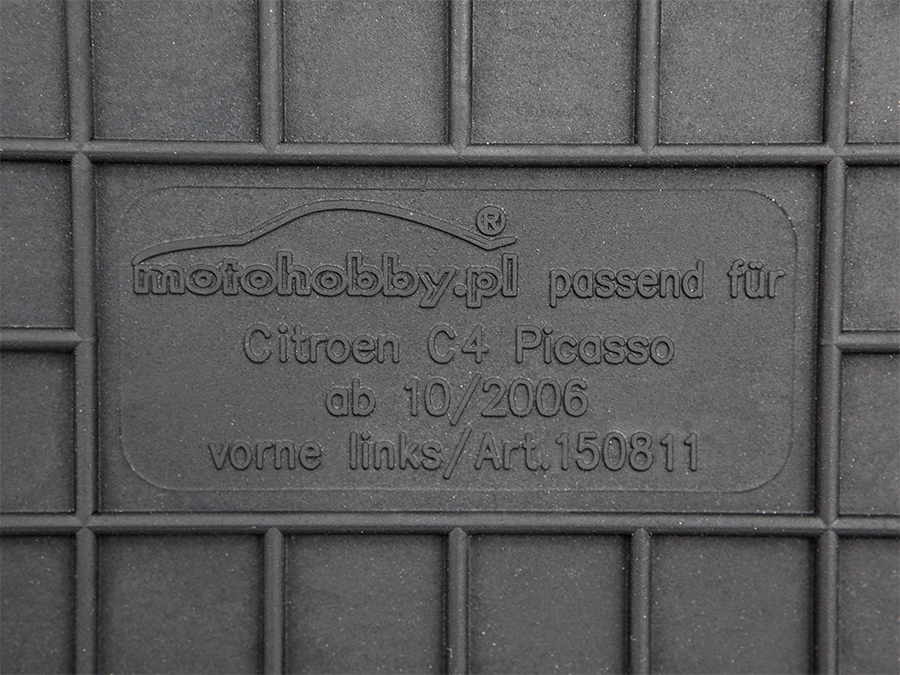 motohobby.pl® passend für
Citroen C4 Picasso
ab 10/2006
vorne links/Art.150811